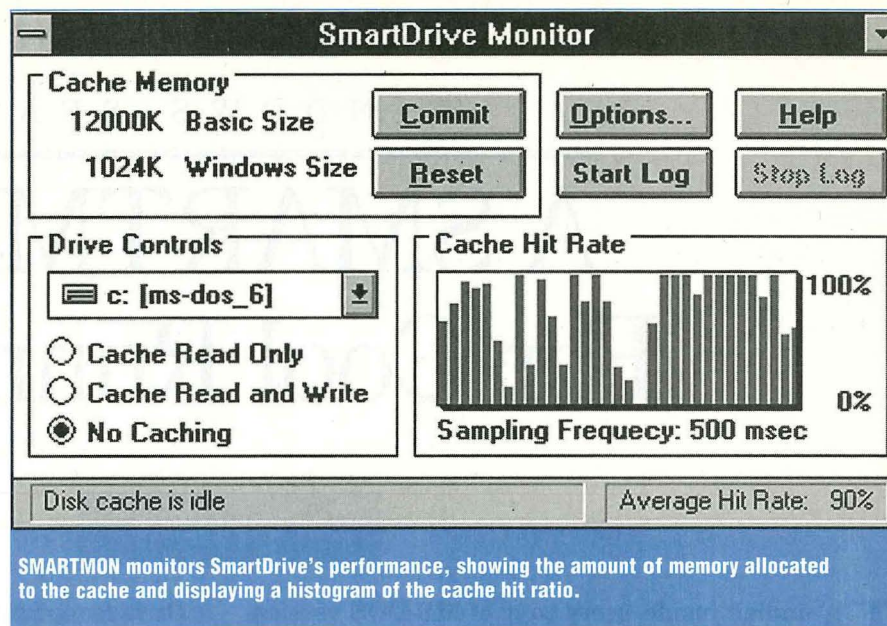 SmartDrive Monitor
Cache Memory
12000K Basic Size
1024K Windows Size
Commit
Reset
Options...
Help
Start Log
Stop Log
Drive Controls
c: [ms-dos_6]
Cache Read Only
Cache Read and Write
No Caching
Cache Hit Rate
100%
0%
Sampling Frequecy: 500 msec
Disk cache is idle
Average Hit Rate: 90%
SMARTMON monitors SmartDrive's performance, showing the amount of memory allocated
to the cache and displaying a histogram of the cache hit ratio.